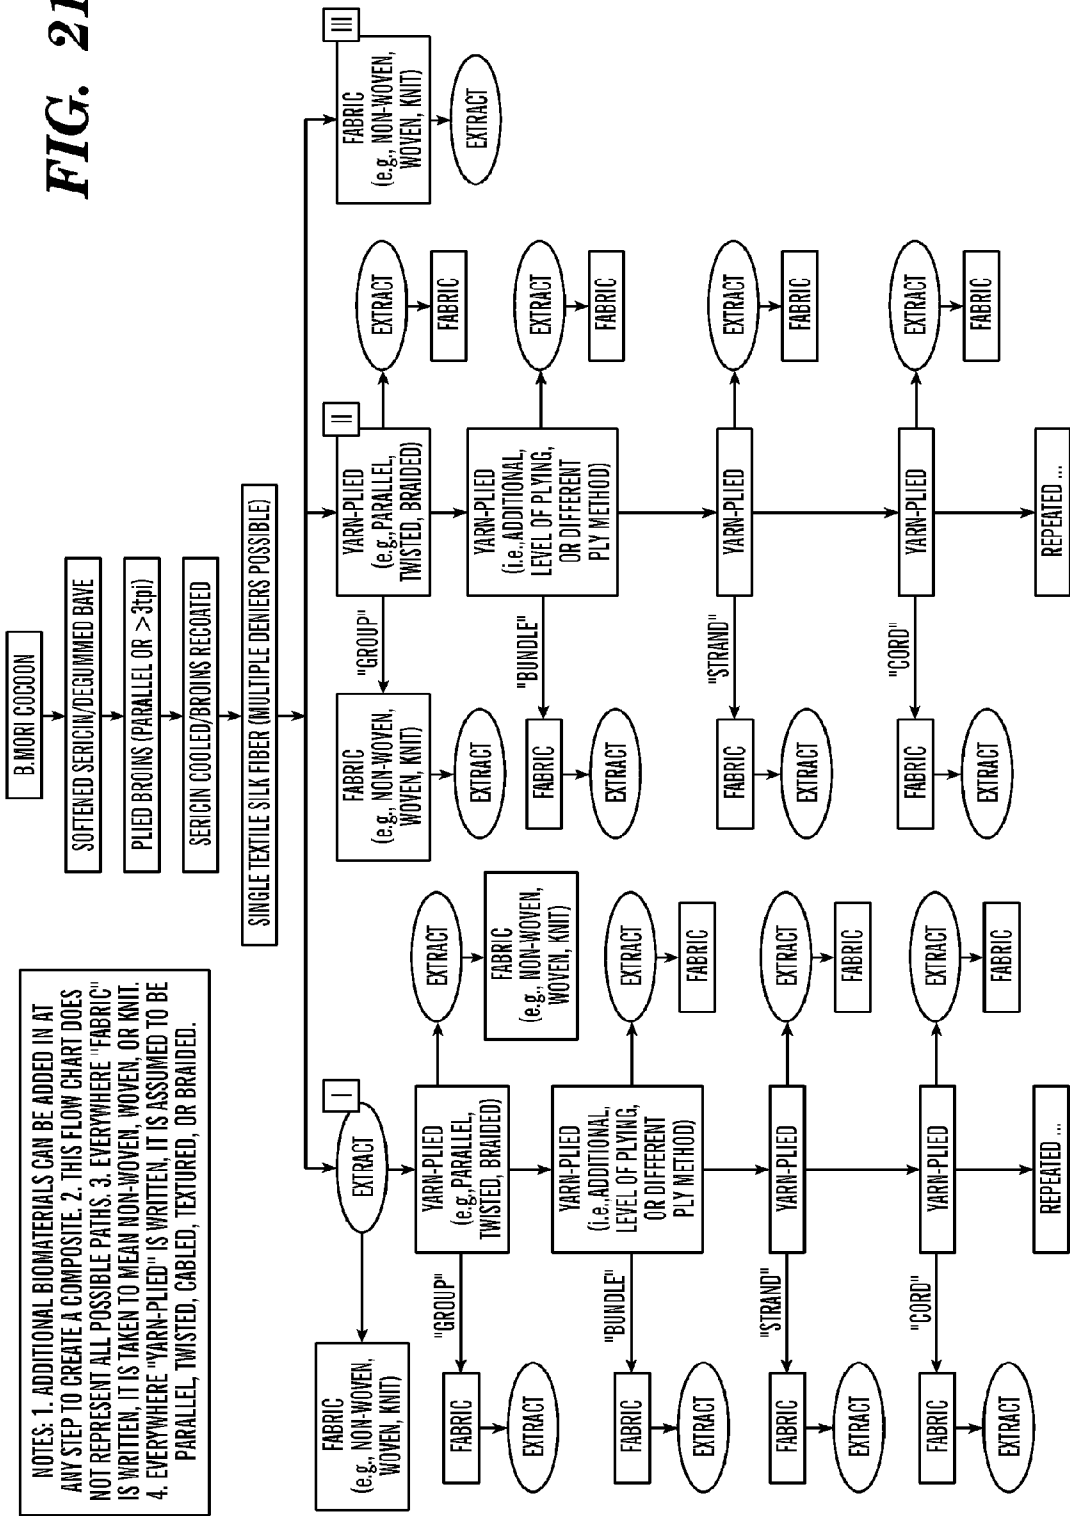 FIG. 21
NOTES: 1. ADDITIONAL BIOMATERIALS CAN BE ADDED IN AT
ANY STEP TO CREATE A COMPOSITE. 2. THIS FLOW CHART DOES
NOT REPRESENT ALL POSSIBLE PATHS. 3. EVERYWHERE "FABRIC"
IS WRITTEN, IT IS TAKEN TO MEAN NON-WOVEN, WOVEN, OR KNIT.
4. EVERYWHERE "YARN-PLIED" IS WRITTEN, IT IS ASSUMED TO BE
PARALLEL, TWISTED, CABLED, TEXTURED, OR BRAIDED.
B.MORI COCOON
SOFTENED SERICIN/DEGUMMED BAVE
PLIED BROINS (PARALLEL OR >3tpi)
SERICIN COOLED/BROINS RECOATED
SINGLE TEXTILE SILK FIBER (MULTIPLE DENIERS POSSIBLE)
I
EXTRACT
FABRIC
(e.g., NON-WOVEN,
WOVEN, KNIT)
YARN-PLIED
(e.g.,PARALLEL,
TWISTED, BRAIDED)
"GROUP"
FABRIC
EXTRACT
EXTRACT
FABRIC
(e.g., NON-WOVEN,
WOVEN, KNIT)
YARN-PLIED
(i.e.,ADDITIONAL,
LEVEL OF PLYING,
OR DIFFERENT
PLY METHOD)
"BUNDLE"
FABRIC
EXTRACT
EXTRACT
FABRIC
YARN-PLIED
"STRAND"
FABRIC
EXTRACT
EXTRACT
FABRIC
YARN-PLIED
"CORD"
FABRIC
EXTRACT
EXTRACT
FABRIC
REPEATED ...
II
YARN-PLIED
(e.g.,PARALLEL,
TWISTED, BRAIDED)
"GROUP"
FABRIC
(e.g., NON-WOVEN,
WOVEN, KNIT)
EXTRACT
EXTRACT
FABRIC
YARN-PLIED
(i.e.,ADDITIONAL,
LEVEL OF PLYING,
OR DIFFERENT
PLY METHOD)
"BUNDLE"
FABRIC
EXTRACT
EXTRACT
FABRIC
YARN-PLIED
"STRAND"
FABRIC
EXTRACT
EXTRACT
FABRIC
YARN-PLIED
"CORD"
FABRIC
EXTRACT
EXTRACT
FABRIC
REPEATED ...
III
FABRIC
(e.g., NON-WOVEN,
WOVEN, KNIT)
EXTRACT